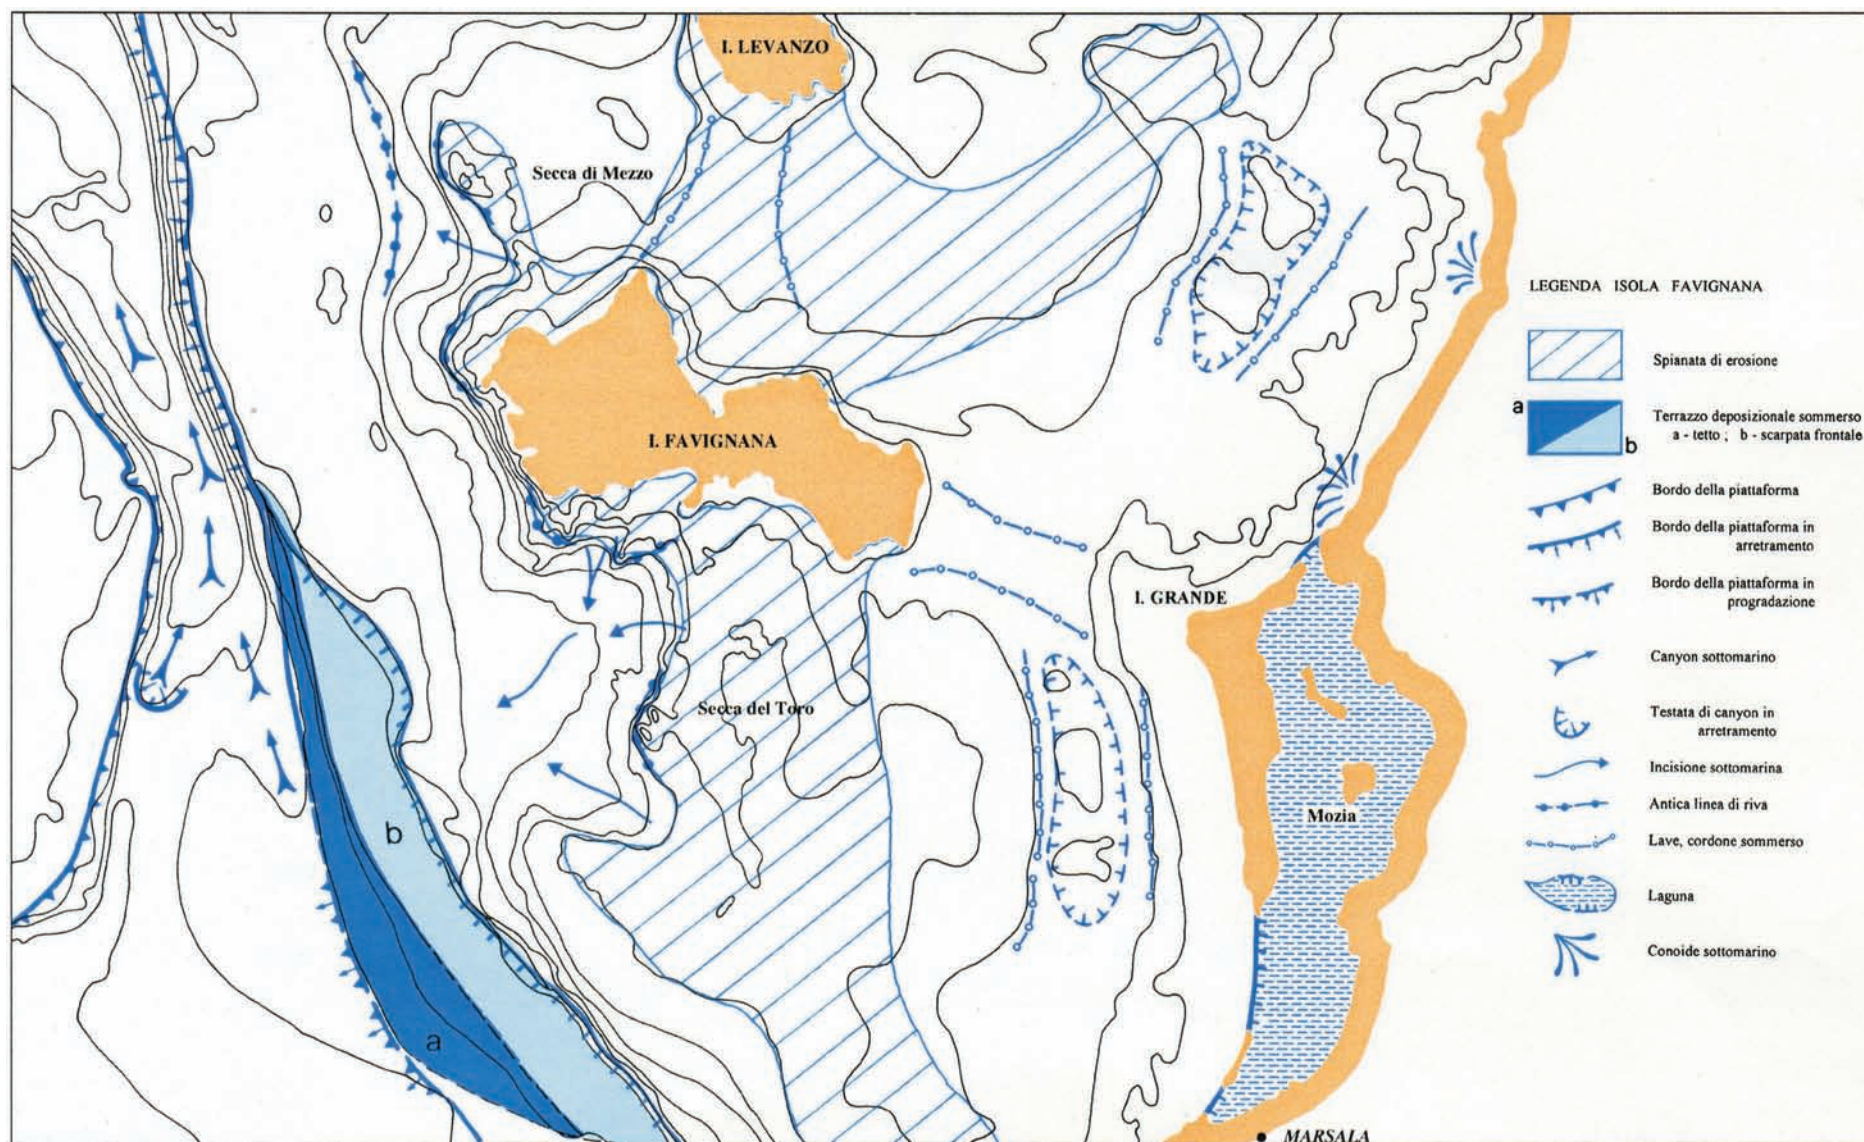 I. LEVANZO
Secca di Mezzo
I. FAVIGNANA
I. GRANDE
Secca del Toro
Mozia
b
a
MARSALA
LEGENDA ISOLA FAVIGNANA
Spianata di erosione
a
b
Terrazzo deposizionale sommerso
a - tetto ; b - scarpata frontale
Bordo della piattaforma
Bordo della piattaforma in
arretramento
Bordo della piattaforma in
progradazione
Canyon sottomarino
Testata di canyon in
arretramento
Incisione sottomarina
Antica linea di riva
Lave, cordone sommerso
Laguna
Conoide sottomarino